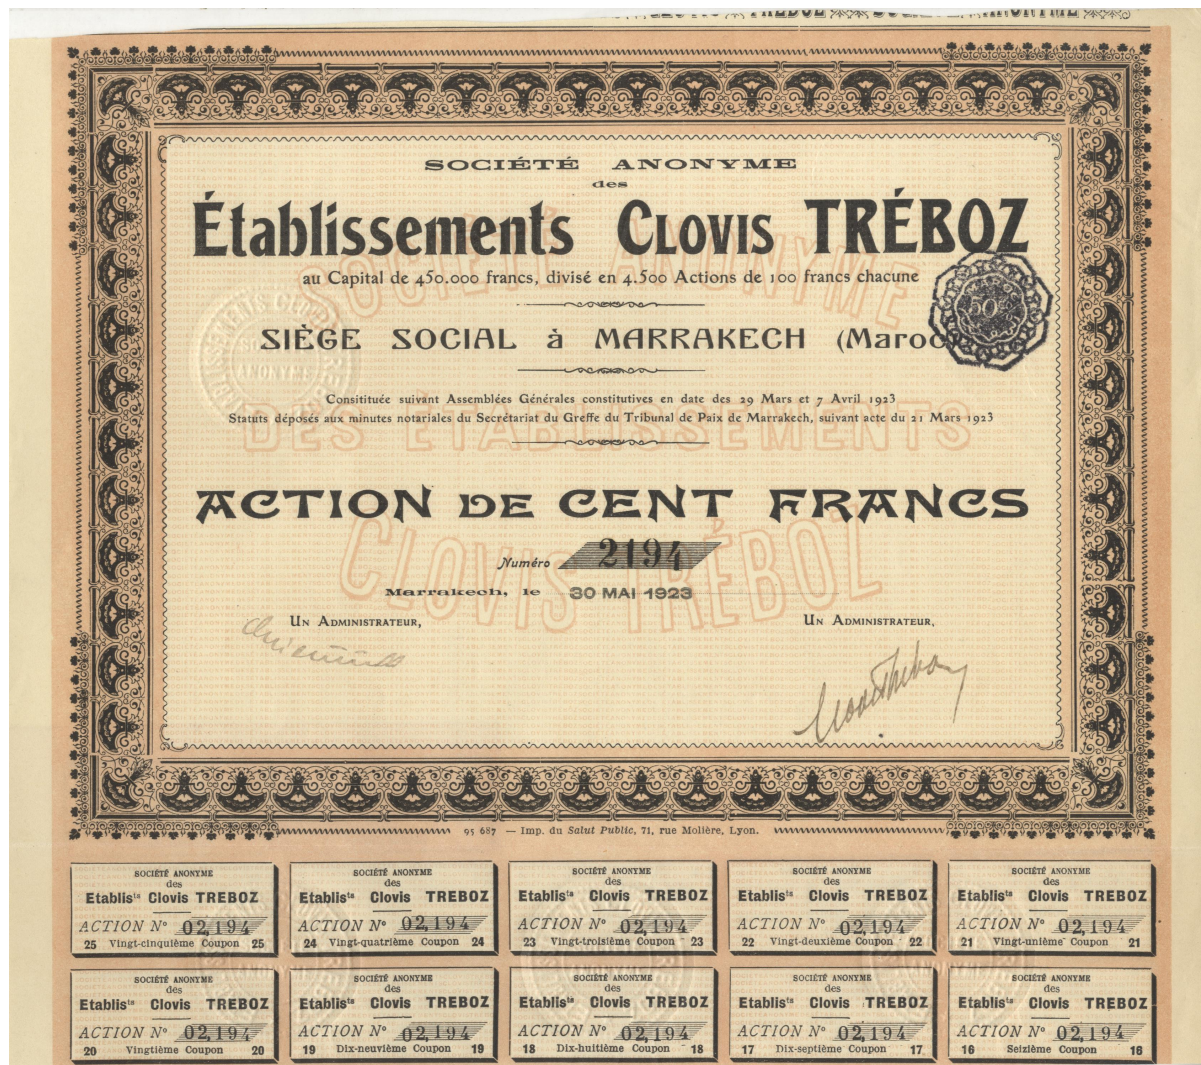 SOCIÉTÉ ANONYME
des
Établissements CLOVIS TRÉBOZ
au Capital de 450.000 francs, divisé en 4.500 Actions de 100 francs chacune
SIÈGE SOCIAL à MARRAKECH (Maroc)
Consitituée suivant Assemblées Générales constitutives en date des 29 Mars et 7 Avril 1923
Statuts déposés aux minutes notariales du Secrétariat du Greffe du Tribunal de Paix de Marrakech, suivant acte du 21 Mars 1923
SOCIÉTÉ ANONYME
DES ÉTABLISSEMENTS
CLOVIS TRÉBOZ
ACTION DE CENT FRANCS
Numéro 2194
Marrakech, le 30 MAI 1923
UN ADMINISTRATEUR, UN ADMINISTRATEUR,
95 687 — Imp. du Salut Public, 71, rue Molière, Lyon.
SOCIÉTÉ ANONYME
des
Etablis.ts Clovis TREBOZ
ACTION N° 02,194
25 Vingt-cinquième Coupon 25
SOCIÉTÉ ANONYME
des
Etablis.ts Clovis TREBOZ
ACTION N° 02,194
24 Vingt-quatrième Coupon 24
SOCIÉTÉ ANONYME
des
Etablis.ts Clovis TREBOZ
ACTION N° 02,194
23 Vingt-troisième Coupon 23
SOCIÉTÉ ANONYME
des
Etablis.ts Clovis TREBOZ
ACTION N° 02,194
22 Vingt-deuxième Coupon 22
SOCIÉTÉ ANONYME
des
Etablis.ts Clovis TREBOZ
ACTION N° 02,194
21 Vingt-unième Coupon 21
SOCIÉTÉ ANONYME
des
Etablis.ts Clovis TREBOZ
ACTION N° 02,194
20 Vingtième Coupon 20
SOCIÉTÉ ANONYME
des
Etablis.ts Clovis TREBOZ
ACTION N° 02,194
19 Dix-neuvième Coupon 19
SOCIÉTÉ ANONYME
des
Etablis.ts Clovis TREBOZ
ACTION N° 02,194
18 Dix-huitième Coupon 18
SOCIÉTÉ ANONYME
des
Etablis.ts Clovis TREBOZ
ACTION N° 02,194
17 Dix-septième Coupon 17
SOCIÉTÉ ANONYME
des
Etablis.ts Clovis TREBOZ
ACTION N° 02,194
16 Seizième Coupon 16